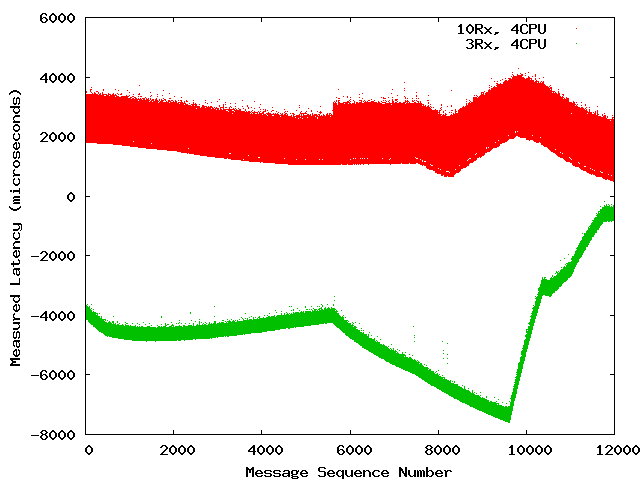 6000
10Rx, 4CPU
3Rx, 4CPU
4000
2000
0
-2000
-4000
-6000
-8000
Measured Latency (microseconds)
0 2000 4000 6000 8000 10000 12000
Message Sequence Number